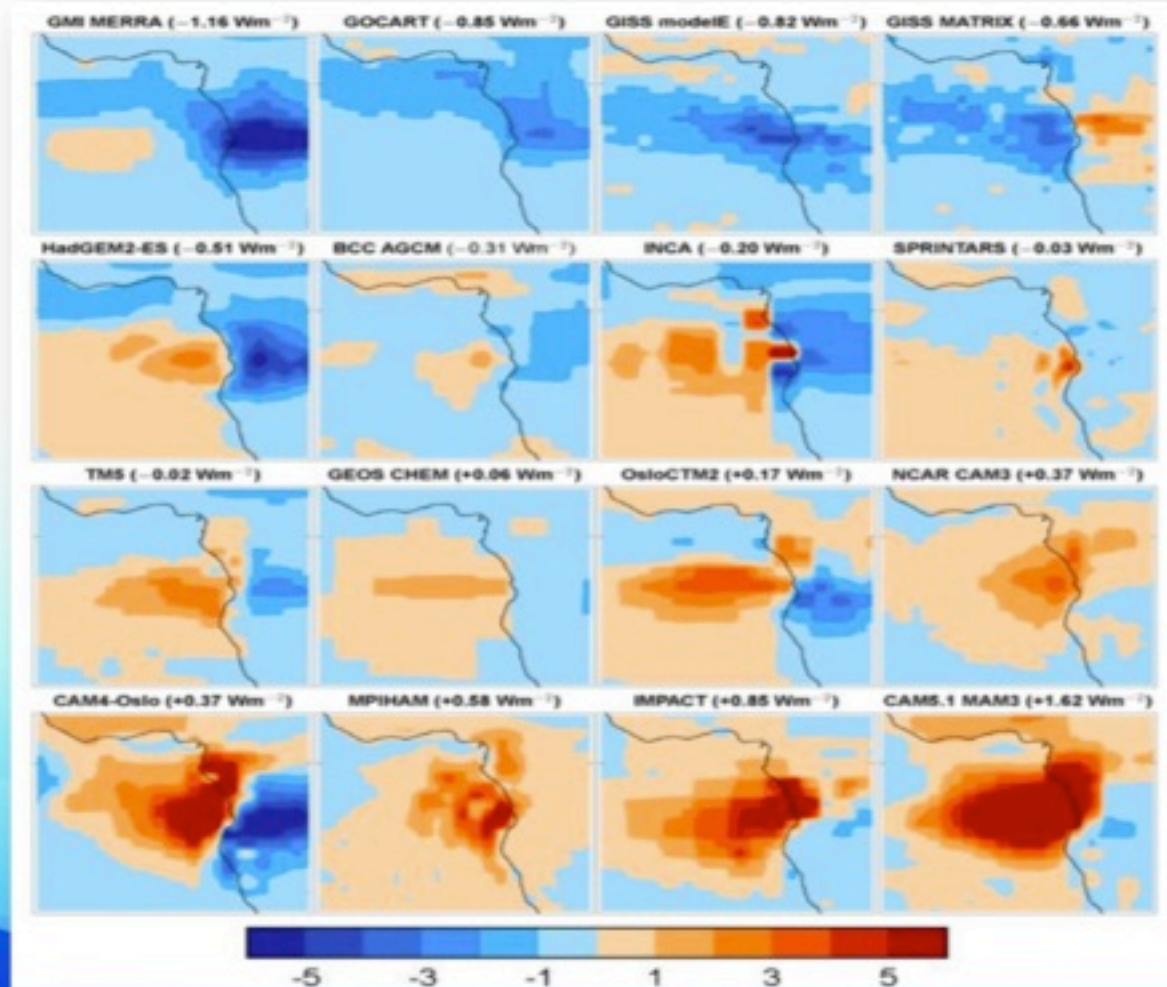 GMI MERRA (−1.16 Wm⁻²) GOCART (−0.85 Wm⁻²) GISS modelE (−0.82 Wm⁻²) GISS MATRIX (−0.66 Wm⁻²)
HadGEM2-ES (−0.51 Wm⁻²) BCC AGCM (−0.31 Wm⁻²) INCA (−0.20 Wm⁻²) SPRINTARS (−0.03 Wm⁻²)
TM5 (−0.02 Wm⁻²) GEOS CHEM (+0.06 Wm⁻²) OsloCTM2 (+0.17 Wm⁻²) NCAR CAM3 (+0.37 Wm⁻²)
CAM4-Oslo (+0.37 Wm⁻²) MPIHAM (+0.58 Wm⁻²) IMPACT (+0.85 Wm⁻²) CAM5.1 MAM3 (+1.62 Wm⁻²)
-5 -3 -1 1 3 5